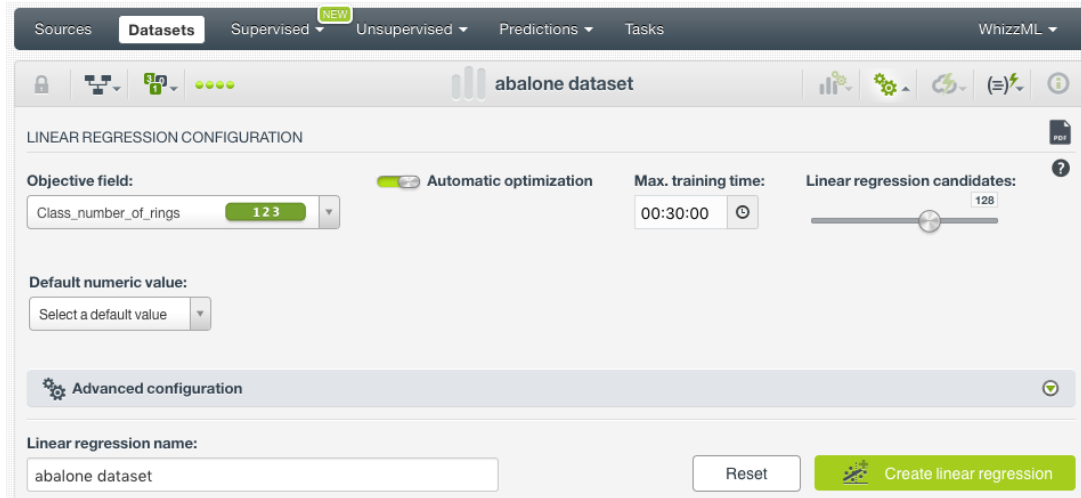 Sources Datasets Supervised NEW Unsupervised Predictions Tasks WhizzML
abalone dataset
LINEAR REGRESSION CONFIGURATION
PDF
Objective field: Automatic optimization Max. training time: Linear regression candidates:
Class_number_of_rings 123 00:30:00 128
Default numeric value:
Select a default value
Advanced configuration
Linear regression name:
abalone dataset Reset Create linear regression